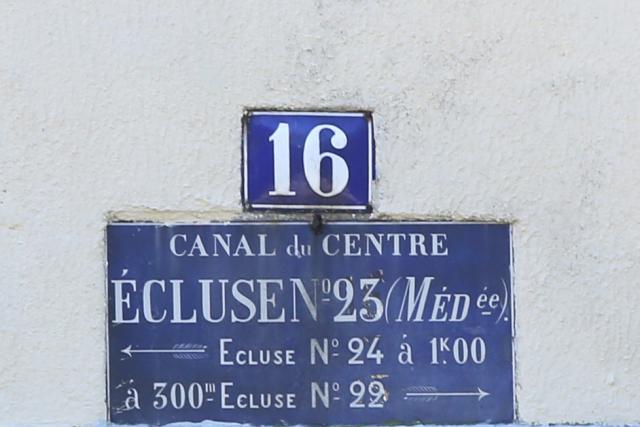 16
CANAL du CENTRE
ÉCLUSE Nº 23 (MÉD ée).
ECLUSE Nº 24 à 1ᴷ00
à 300ᵐ ECLUSE Nº 22